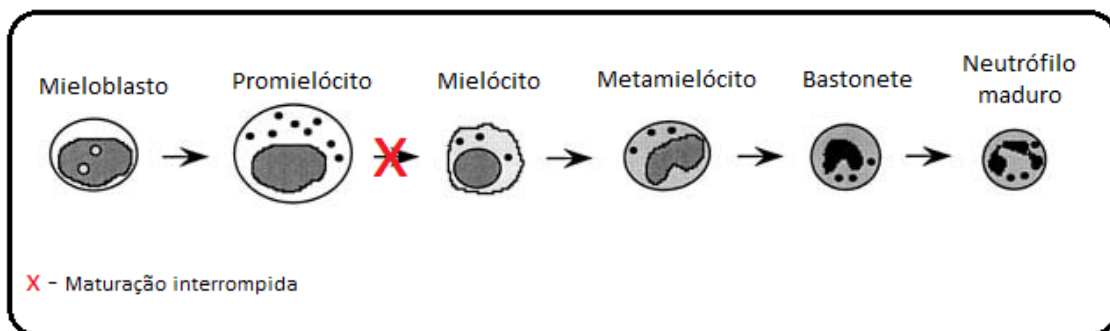 Mieloblasto
Promielócito
Mielócito
Metamielócito
Bastonete
Neutrófilo
maduro
X
X - Maturação interrompida